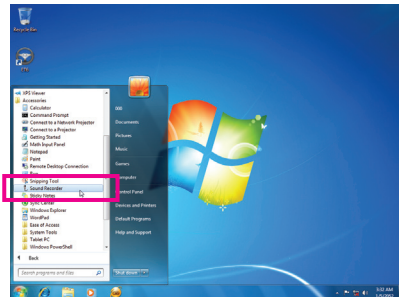 Recycle Bin
XPS Viewer
Accessories
Calculator
Command Prompt
Connect to a Network Projector
Connect to a Projector
Getting Started
Math Input Panel
Notepad
Paint
Remote Desktop Connection
Run
Snipping Tool
Sound Recorder
Sticky Notes
Sync Center
Windows Explorer
WordPad
Ease of Access
System Tools
Tablet PC
Windows PowerShell
Back
Search programs and files
Documents
Pictures
Music
Games
Computer
Control Panel
Devices and Printers
Default Programs
Help and Support
Shut down